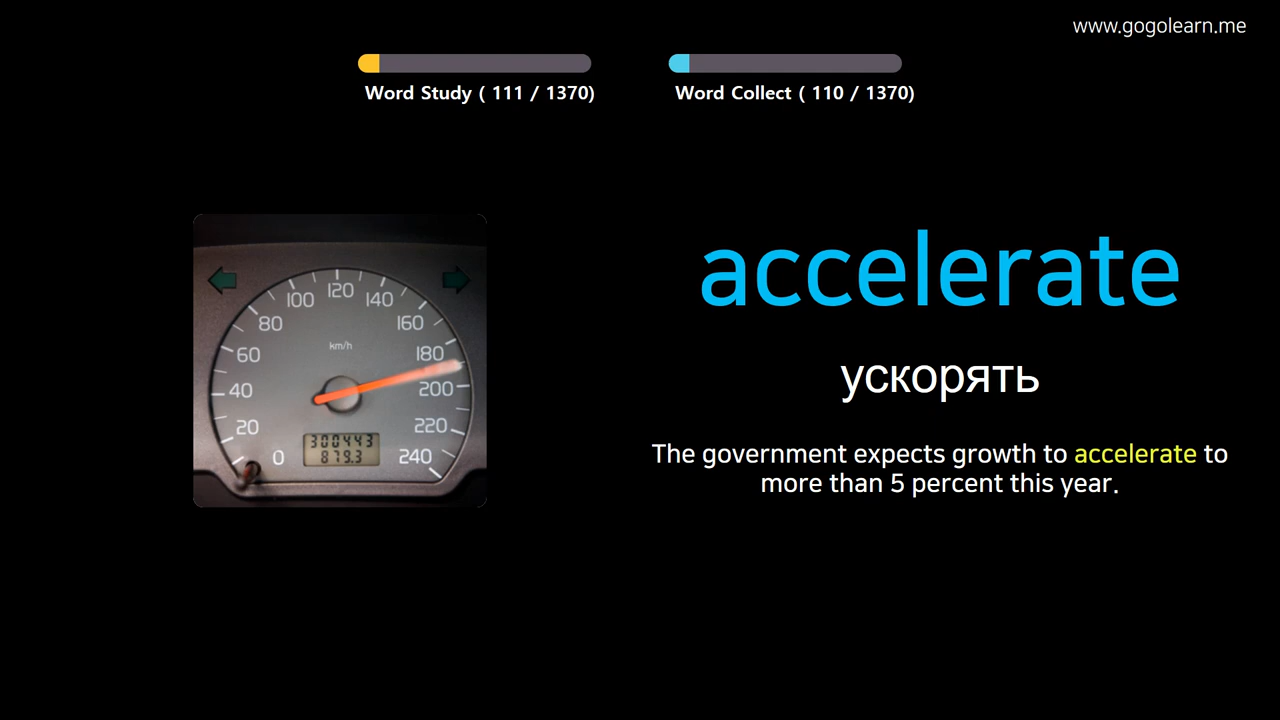 www.gogolearn.me
Word Study ( 111 / 1370)
Word Collect ( 110 / 1370)
accelerate
ускорять
The government expects growth to accelerate to
more than 5 percent this year.
0
20
40
60
80
100
120
140
160
180
200
220
240
km/h
300443
879.3